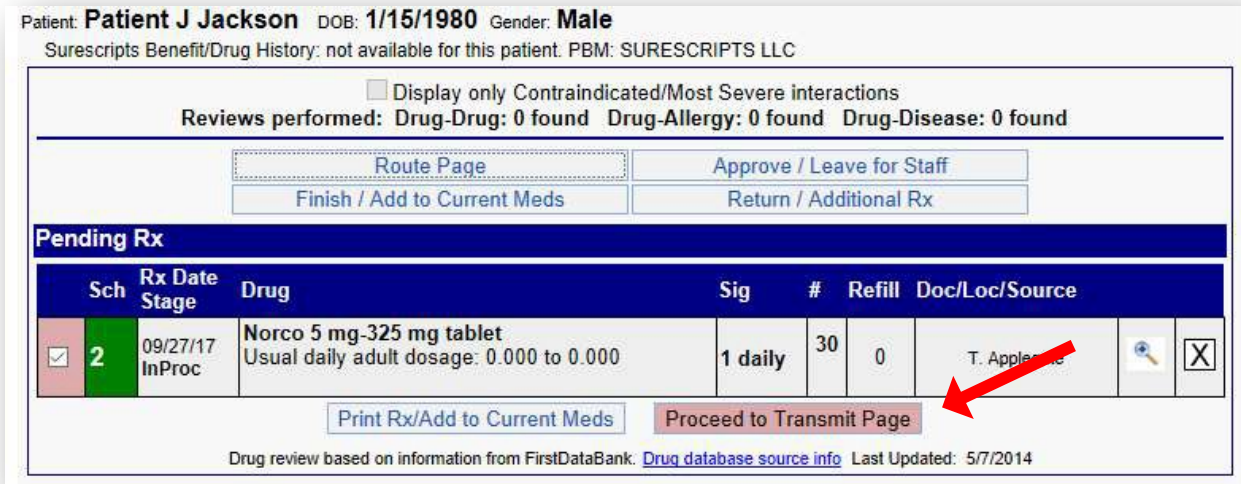 Patient: Patient J Jackson DOB: 1/15/1980 Gender: Male
Surescripts Benefit/Drug History: not available for this patient. PBM: SURESCRIPTS LLC
Display only Contraindicated/Most Severe interactions
Reviews performed: Drug-Drug: 0 found Drug-Allergy: 0 found Drug-Disease: 0 found
Route Page Approve / Leave for Staff
Finish / Add to Current Meds Return / Additional Rx
Pending Rx
Sch Rx Date Stage Drug Sig # Refill Doc/Loc/Source
2 09/27/17 InProc Norco 5 mg-325 mg tablet 1 daily 30 0 T.
Usual daily adult dosage: 0.000 to 0.000
X
Print Rx/Add to Current Meds Proceed to Transmit Page
Drug review based on information from FirstDataBank. Drug database source info Last Updated: 5/7/2014